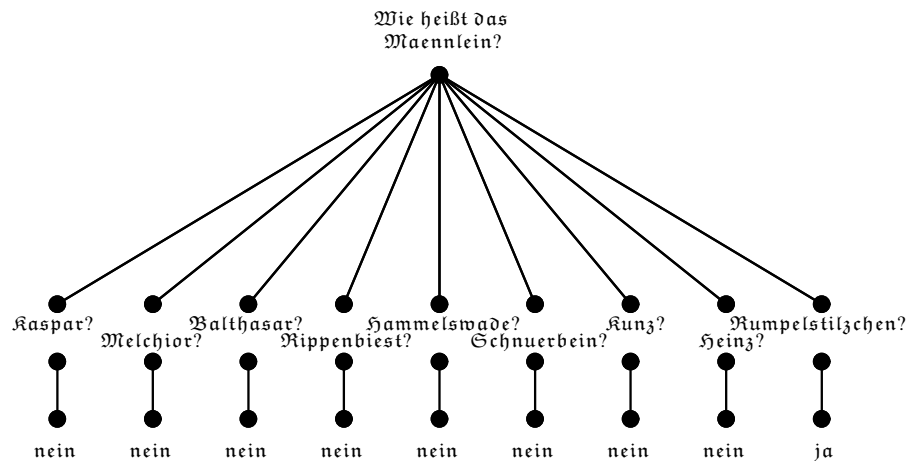 Wie heißt das
Maennlein?
Kaspar? Balthasar? Hammelswade? Kunz? Rumpelstilzchen?
Melchior? Rippenbiest? Schnuerbein? Heinz?
nein nein nein nein nein nein nein nein ja